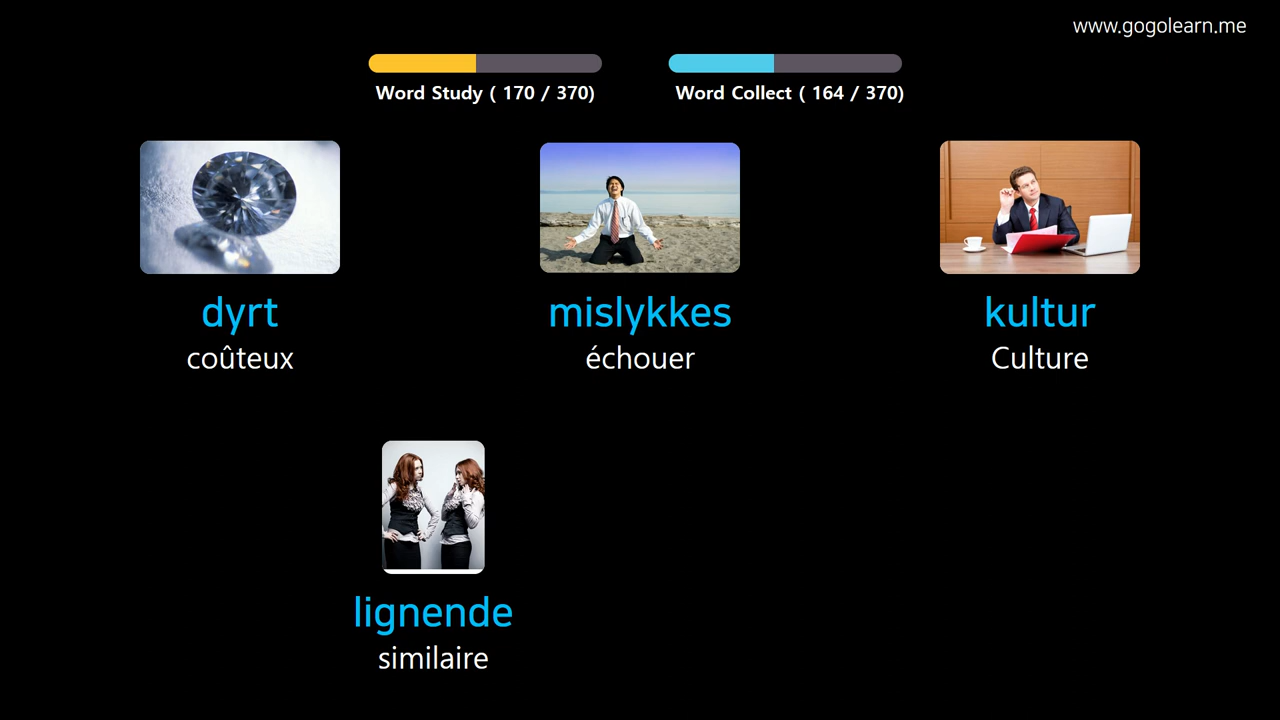 www.gogolearn.me
Word Study ( 170 / 370)
Word Collect ( 164 / 370)
dyrt
coûteux
mislykkes
échouer
kultur
Culture
lignende
similaire